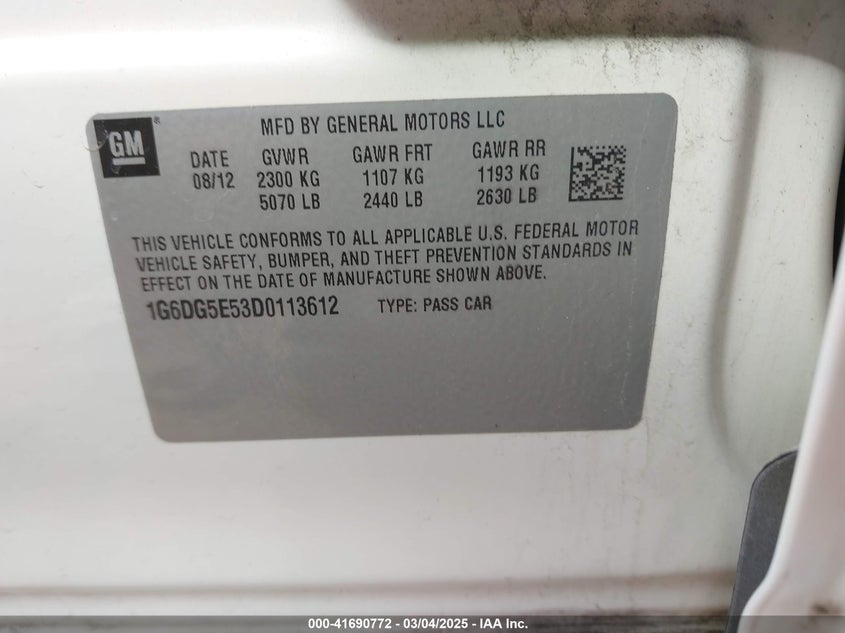 GM®
MFD BY GENERAL MOTORS LLC
DATE GVWR GAWR FRT GAWR RR
08/12 2300 KG 1107 KG 1193 KG
5070 LB 2440 LB 2630 LB
THIS VEHICLE CONFORMS TO ALL APPLICABLE U.S. FEDERAL MOTOR
VEHICLE SAFETY, BUMPER, AND THEFT PREVENTION STANDARDS IN
EFFECT ON THE DATE OF MANUFACTURE SHOWN ABOVE.
1G6DG5E53D0113612 TYPE: PASS CAR
000-41690772 - 03/04/2025 - IAA Inc.